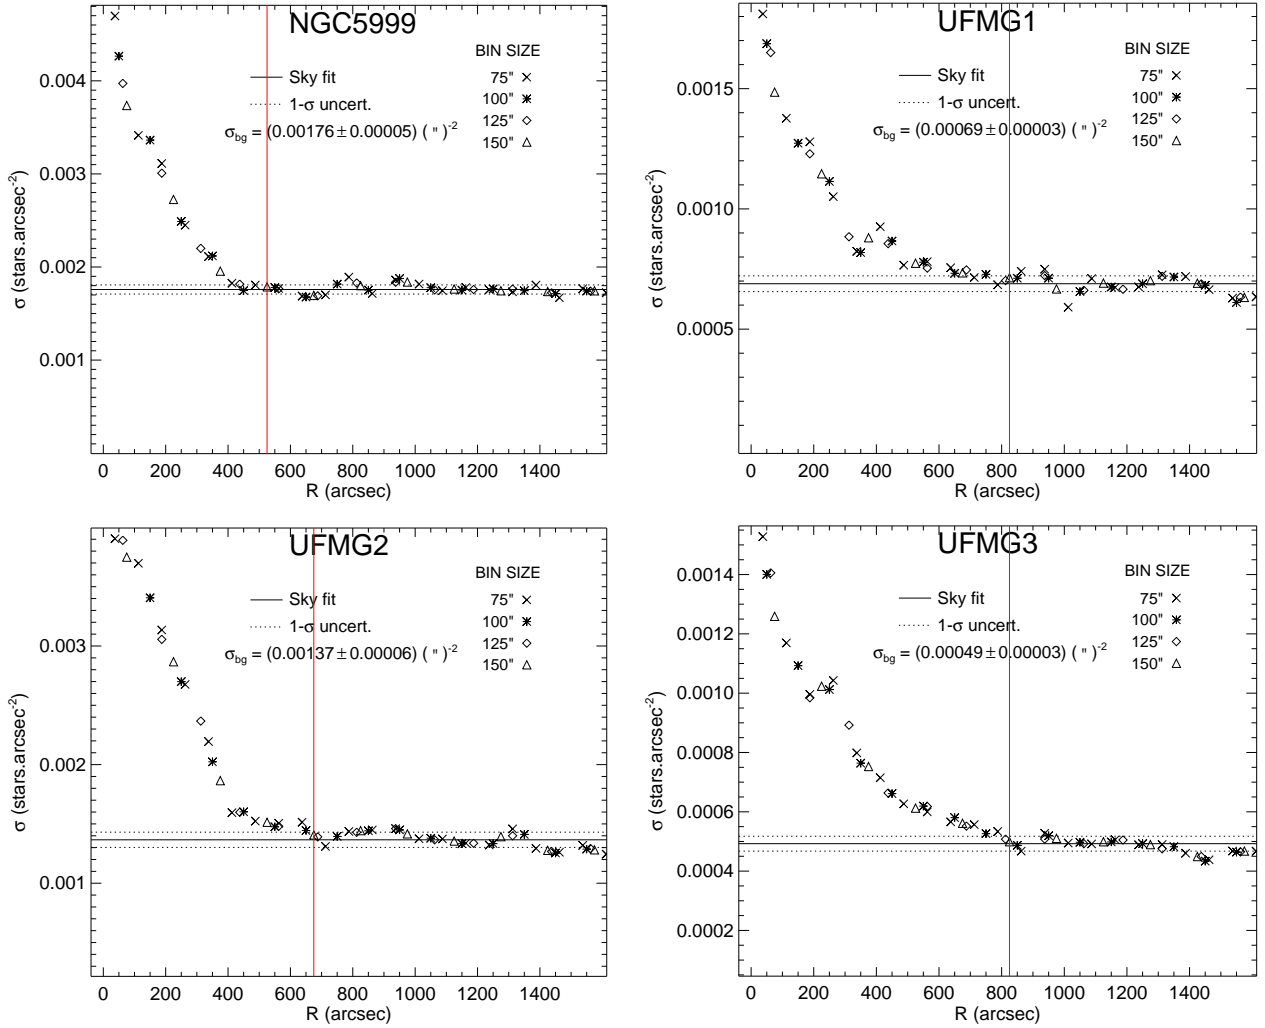 NGC5999
BIN SIZE
Sky fit
75" ×
1-σ uncert.
100" ✱
σbg = (0.00176±0.00005) ( " )-2
125" ◇
150" △
0.004
0.003
0.002
0.001
σ (stars.arcsec-2)
0 200 400 600 800 1000 1200 1400
R (arcsec)
UFMG1
BIN SIZE
Sky fit
75" ×
1-σ uncert.
100" ✱
σbg = (0.00069±0.00003) ( " )-2
125" ◇
150" △
0.0015
0.0010
0.0005
σ (stars.arcsec-2)
0 200 400 600 800 1000 1200 1400
R (arcsec)
UFMG2
BIN SIZE
Sky fit
75" ×
1-σ uncert.
100" ✱
σbg = (0.00137±0.00006) ( " )-2
125" ◇
150" △
0.003
0.002
0.001
σ (stars.arcsec-2)
0 200 400 600 800 1000 1200 1400
R (arcsec)
UFMG3
BIN SIZE
Sky fit
75" ×
1-σ uncert.
100" ✱
σbg = (0.00049±0.00003) ( " )-2
125" ◇
150" △
0.0014
0.0012
0.0010
0.0008
0.0006
0.0004
0.0002
σ (stars.arcsec-2)
0 200 400 600 800 1000 1200 1400
R (arcsec)